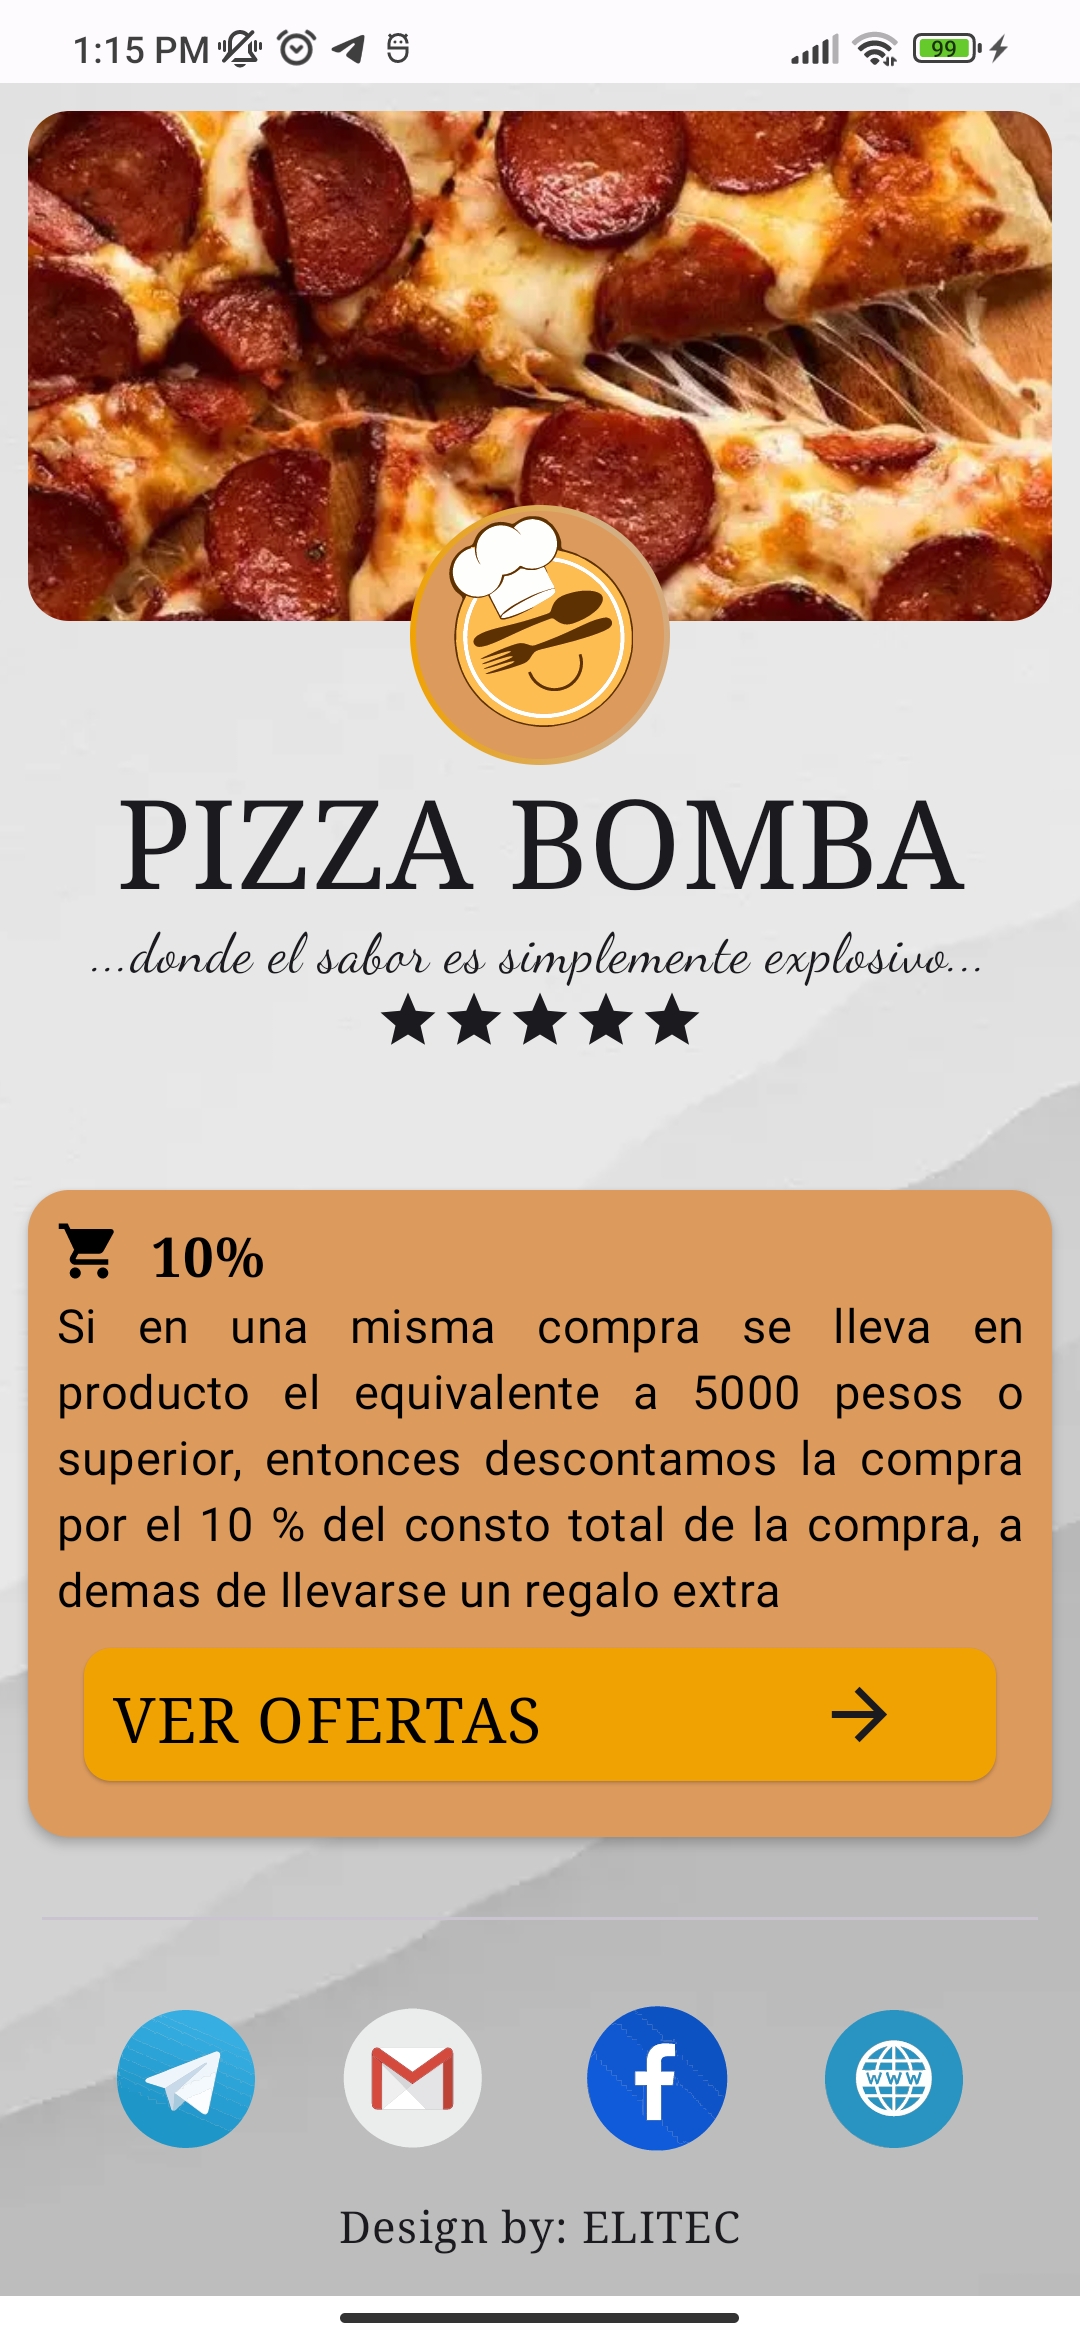 1:15 PM
99
PIZZA BOMBA
...donde el sabor es simplemente explosivo...
10%
Si en una misma compra se lleva en
producto el equivalente a 5000 pesos o
superior, entonces descontamos la compra
por el 10 % del consto total de la compra, a
demas de llevarse un regalo extra
VER OFERTAS
WWW
Design by: ELITEC